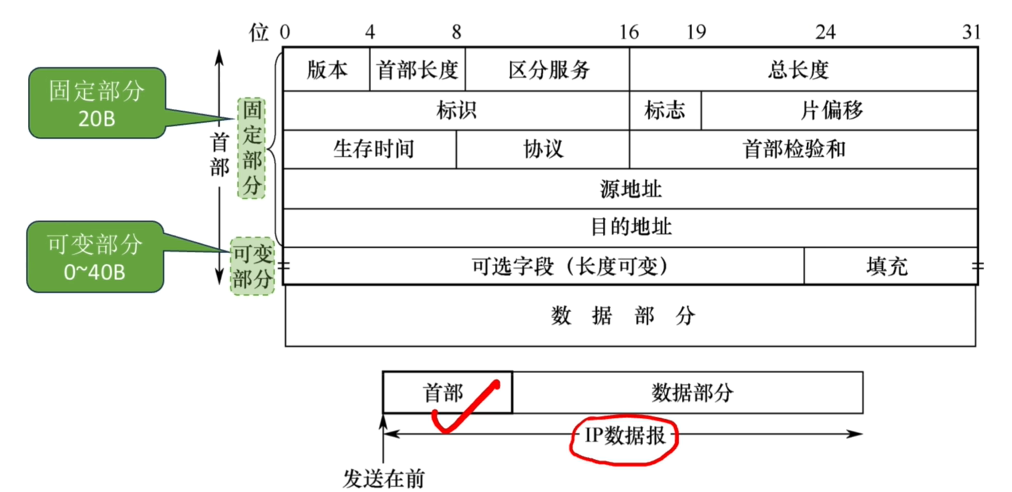 位 0 4 8 16 19 24 31
版本 首部长度 区分服务 总长度
固定部分
20B
标识 标志 片偏移
固定部分
首部
生存时间 协议 首部检验和
源地址
目的地址
可变部分
0~40B
可变
部分
可选字段（长度可变） 填充
数 据 部 分
首部 数据部分
IP数据报
发送在前